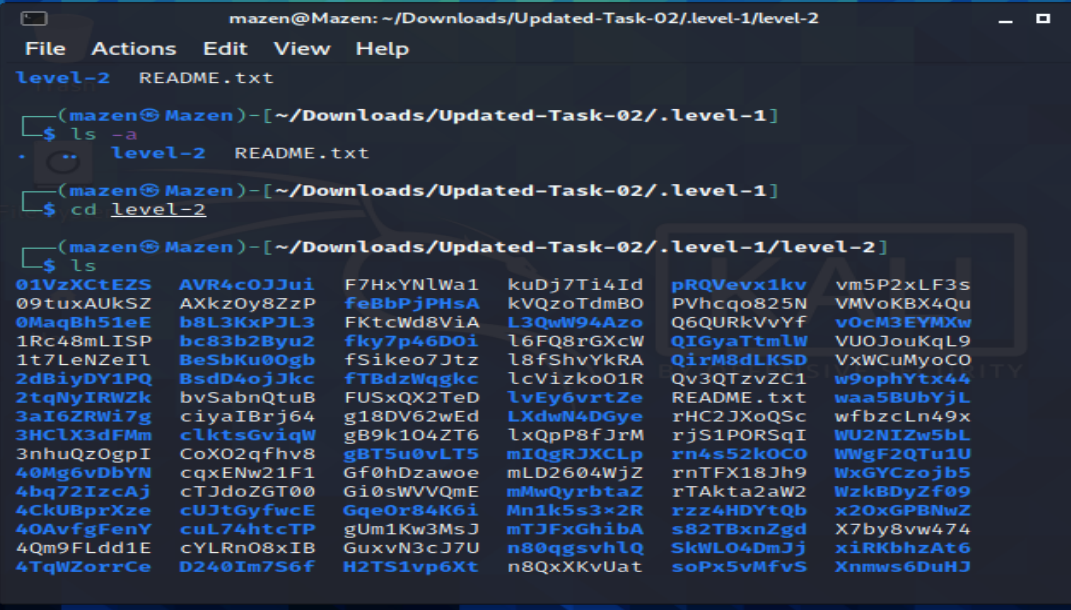 mazen@Mazen: ~/Downloads/Updated-Task-02/.level-1/level-2
File Actions Edit View Help
level-2 README.txt
(mazen㉿Mazen)-[~/Downloads/Updated-Task-02/.level-1]
$ ls -a
. .. level-2 README.txt
(mazen㉿Mazen)-[~/Downloads/Updated-Task-02/.level-1]
$ cd level-2
(mazen㉿Mazen)-[~/Downloads/Updated-Task-02/.level-1/level-2]
$ ls
01VzXCtEZS AVR4cOJJui F7HxYNlWa1 kuDj7Ti4Id pRQVevx1kv vm5P2xLF3s
09tuxAUkSZ AXkzOy8ZzP feBbPjPHsA kVQzoTdmBO PVhcqo825N VMVoKBX4Qu
0MaqBh51eE b8L3KxPJL3 FKtcWd8ViA L3QwW94Azo Q6QURkVvYf vOcM3EYMXw
1Rc48mLISP bc83b2Byu2 fky7p46DOi l6FQ8rGXcW QIGyaTtmlW VUOJouKqL9
1t7LeNZeIl BeSbKu0Ogb fSikeo7Jtz l8fShvYkRA QirM8dLKSD VxWCuMyoCO
2dBiyDY1PQ BsdD4ojJkc fTBdzWqgkc lcVizkoO1R Qv3QTzvZC1 w9ophYtx44
2tqNyIRWZk bvSabnQtuB FUSxQX2TeD lvEy6vrtZe README.txt waa5BUbYjL
3aI6ZRWi7g ciyaIBrj64 g18DV62wEd LXdwN4DGye rHC2JXoQSc wfbzcLn49x
3HClX3dFMm clktsGviqW gB9k1O4ZT6 lxQpP8fJrM rjS1PORSqI WU2NIZw5bL
3nhuQzOgpI CoXO2qfhv8 gBT5u0vLT5 mIQgRJXCLp rn4s52kOCO WWgF2QTu1U
40Mg6vDbYN cqxENw21F1 Gf0hDzawoe mLD2604WjZ rnTFX18Jh9 WxGYCzojb5
4bq72IzcAj cTJdoZGT00 Gi0sWVVQmE mMwQyrbtaZ rTAkta2aW2 WzkBDyZf09
4CkUBprXze cUJtGyfwcE GqeOr84K6i Mn1k5s3×2R rzz4HDYtQb x2OxGPBNwZ
4OAvfgFenY cuL74htcTP gUm1Kw3MsJ mTJFxGhibA s82TBxnZgd X7by8vw474
4Qm9FLdd1E cYLRnO8xIB GuxvN3cJ7U n80qgsvhlQ SkWLO4DmJj xiRKbhzAt6
4TqWZorrCe D240Im7S6f H2TS1vp6Xt n8QxXKvUat soPx5vMfvS Xnmws6DuHJ